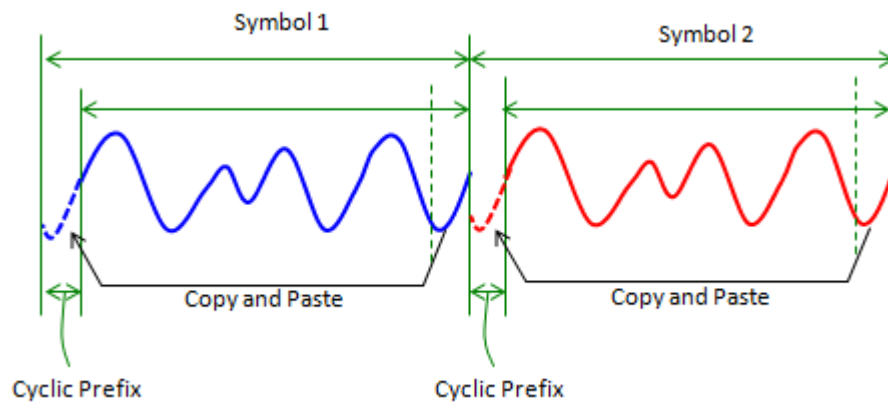 Symbol 1
Symbol 2
Copy and Paste
Copy and Paste
Cyclic Prefix
Cyclic Prefix